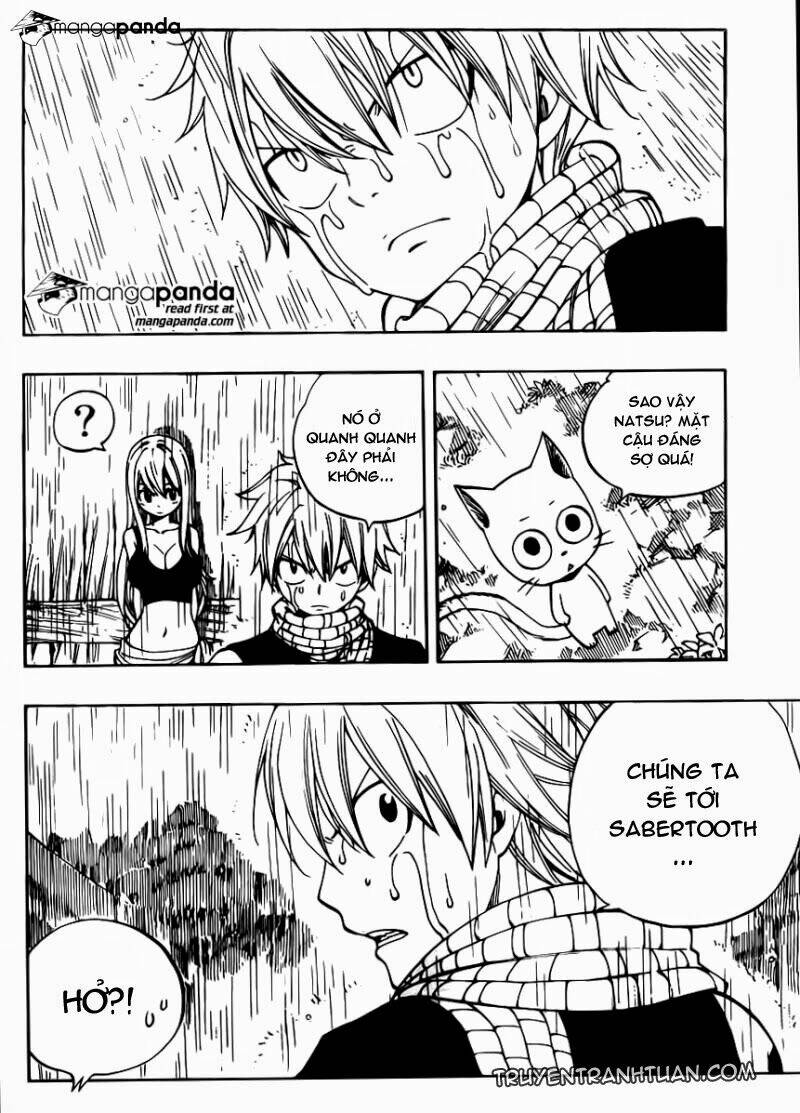 mangapanda
mangapanda
read first at
mangapanda.com
SAO VẬY
NATSU? MẶT
CẬU ĐÁNG
SỢ QUÁ!
?
NÓ Ở
QUANH QUANH
ĐÂY PHẢI
KHÔNG...
CHÚNG TA
SẼ TỚI
SABERTOOTH
...
HỞ?!
TRUYENTRANHTUAN.COM